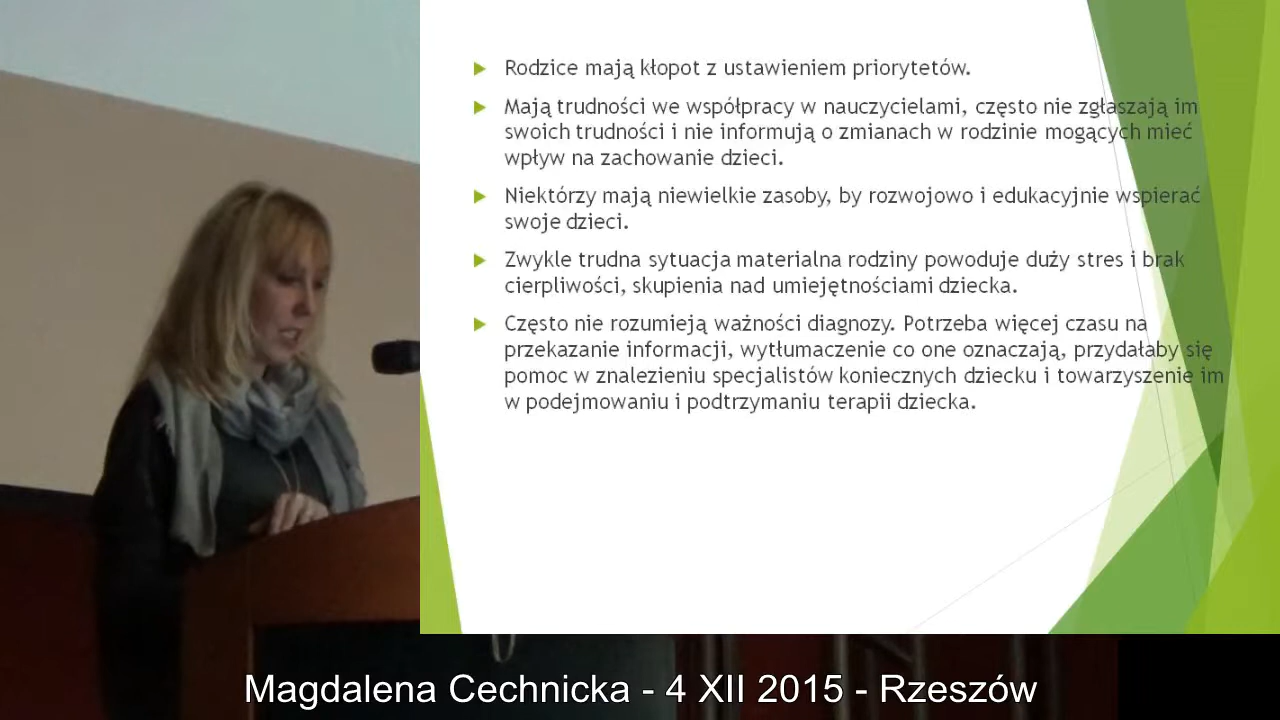 Rodzice mają kłopot z ustawieniem priorytetów.
Mają trudności we współpracy w nauczycielami, często nie zgłaszają im
swoich trudności i nie informują o zmianach w rodzinie mogących mieć
wpływ na zachowanie dzieci.
Niektórzy mają niewielkie zasoby, by rozwojowo i edukacyjnie wspierać
swoje dzieci.
Zwykle trudna sytuacja materialna rodziny powoduje duży stres i brak
cierpliwości, skupienia nad umiejętnościami dziecka.
Często nie rozumieją ważności diagnozy. Potrzeba więcej czasu na
przekazanie informacji, wytłumaczenie co one oznaczają, przydałaby się
pomoc w znalezieniu specjalistów koniecznych dziecku i towarzyszenie im
w podejmowaniu i podtrzymaniu terapii dziecka.
Magdalena Cechnicka - 4 XII 2015 - Rzeszów